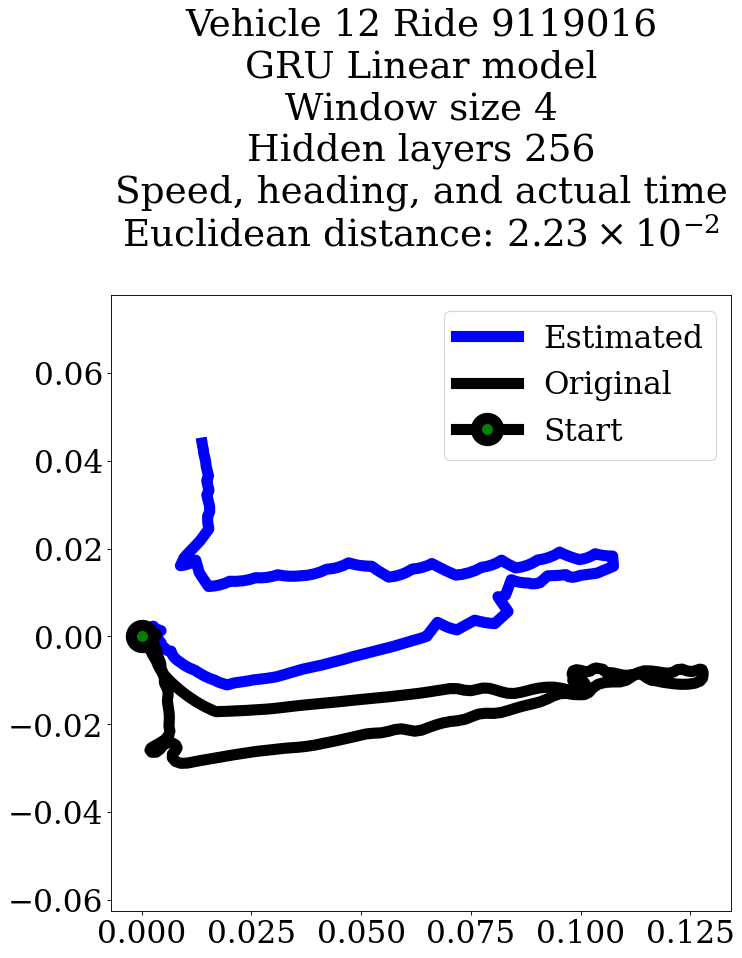 Vehicle 12 Ride 9119016
GRU Linear model
Window size 4
Hidden layers 256
Speed, heading, and actual time
Euclidean distance: 2.23 × 10⁻²
Estimated
Original
Start
0.06
0.04
0.02
0.00
−0.02
−0.04
−0.06
0.000 0.025 0.050 0.075 0.100 0.125